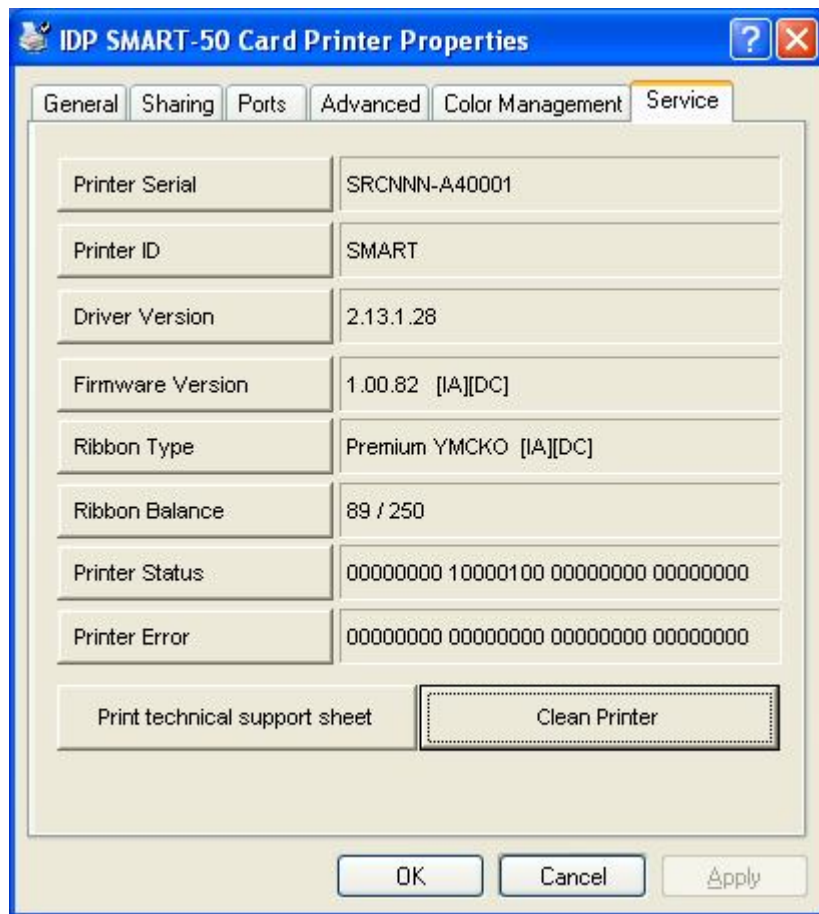 IDP SMART-50 Card Printer Properties
General Sharing Ports Advanced Color Management Service
Printer Serial SRCNNN-A40001
Printer ID SMART
Driver Version 2.13.1.28
Firmware Version 1.00.82 [IA][DC]
Ribbon Type Premium YMCKO [IA][DC]
Ribbon Balance 89 / 250
Printer Status 00000000 10000100 00000000 00000000
Printer Error 00000000 00000000 00000000 00000000
Print technical support sheet Clean Printer
OK Cancel Apply